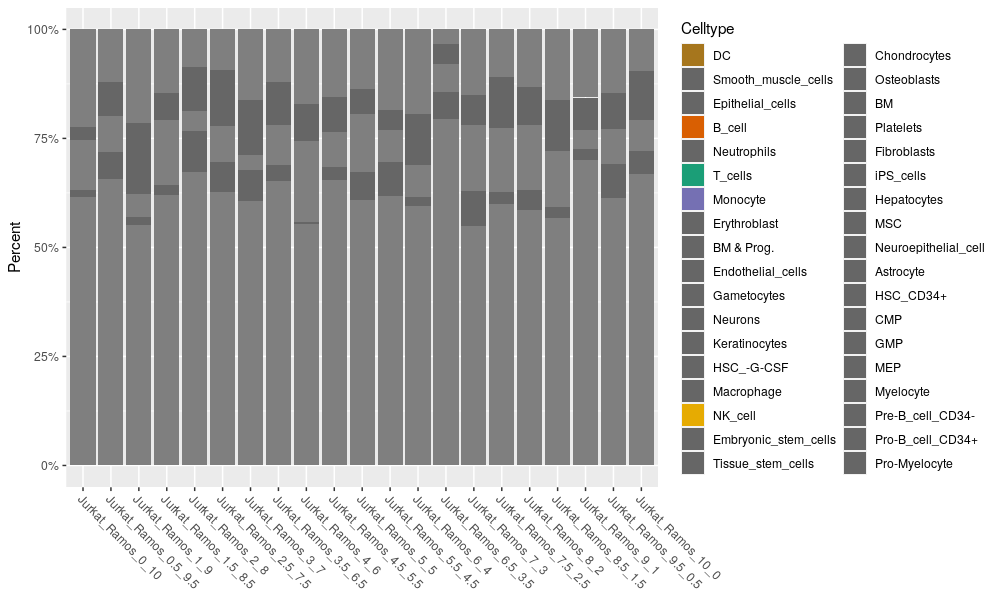 Percent
100%
75%
50%
25%
0%
Jurkat_Ramos_0_10
Jurkat_Ramos_0.5_9.5
Jurkat_Ramos_1_9
Jurkat_Ramos_1.5_8.5
Jurkat_Ramos_2_8
Jurkat_Ramos_2.5_7.5
Jurkat_Ramos_3_7
Jurkat_Ramos_3.5_6.5
Jurkat_Ramos_4_6
Jurkat_Ramos_4.5_5.5
Jurkat_Ramos_5_5
Jurkat_Ramos_5.5_4.5
Jurkat_Ramos_6_4
Jurkat_Ramos_6.5_3.5
Jurkat_Ramos_7_3
Jurkat_Ramos_7.5_2.5
Jurkat_Ramos_8_2
Jurkat_Ramos_8.5_1.5
Jurkat_Ramos_9_1
Jurkat_Ramos_9.5_0.5
Jurkat_Ramos_10_0
Celltype
DC
Smooth_muscle_cells
Epithelial_cells
B_cell
Neutrophils
T_cells
Monocyte
Erythroblast
BM & Prog.
Endothelial_cells
Gametocytes
Neurons
Keratinocytes
HSC_-G-CSF
Macrophage
NK_cell
Embryonic_stem_cells
Tissue_stem_cells
Chondrocytes
Osteoblasts
BM
Platelets
Fibroblasts
iPS_cells
Hepatocytes
MSC
Neuroepithelial_cell
Astrocyte
HSC_CD34+
CMP
GMP
MEP
Myelocyte
Pre-B_cell_CD34-
Pro-B_cell_CD34+
Pro-Myelocyte